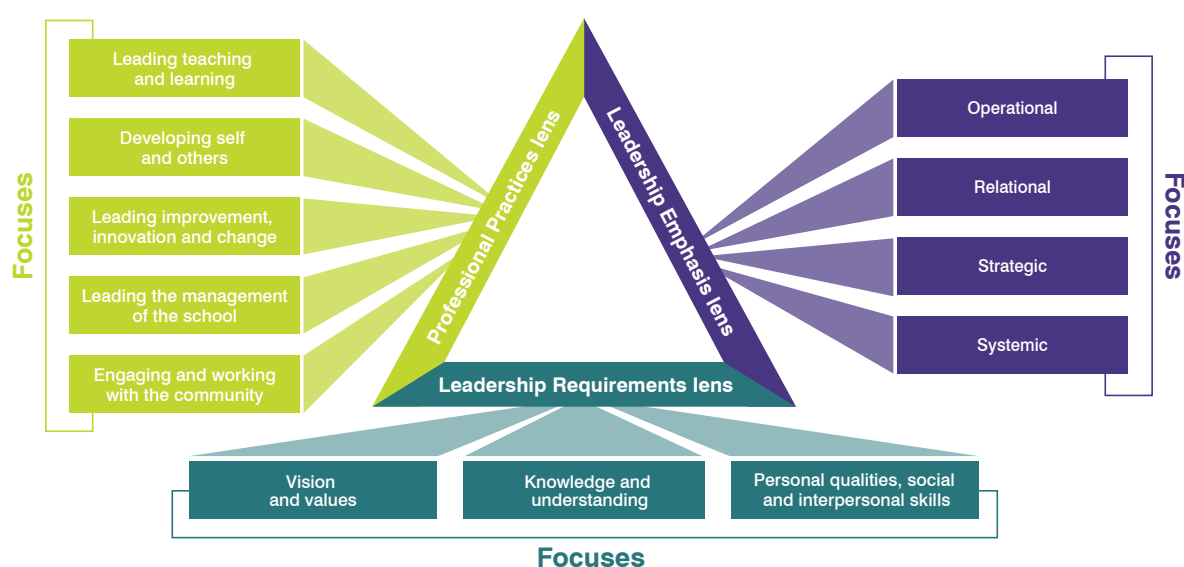 Focuses
Leading teaching
and learning
Developing self
and others
Leading improvement,
innovation and change
Leading the management
of the school
Engaging and working
with the community
Professional Practices lens
Leadership Emphasis lens
Leadership Requirements lens
Operational
Relational
Strategic
Systemic
Focuses
Vision
and values
Knowledge and
understanding
Personal qualities, social
and interpersonal skills
Focuses